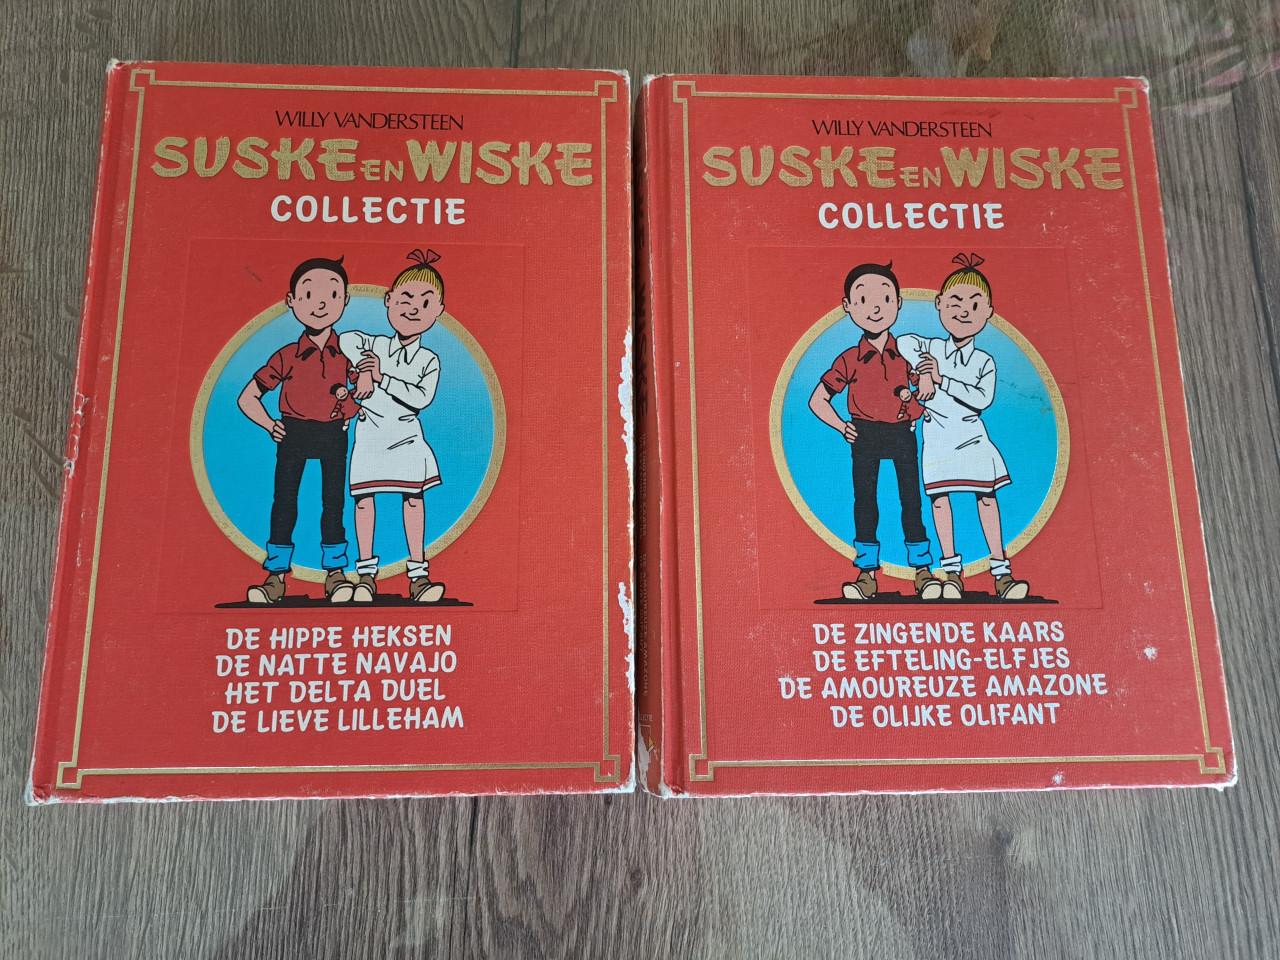 WILLY VANDERSTEEN
SUSKE EN WISKE
COLLECTIE
DE HIPPE HEKSEN
DE NATTE NAVAJO
HET DELTA DUEL
DE LIEVE LILLEHAM
WILLY VANDERSTEEN
SUSKE EN WISKE
COLLECTIE
DE ZINGENDE KAARS
DE EFTELING-ELFJES
DE AMOUREUZE AMAZONE
DE OLIJKE OLIFANT